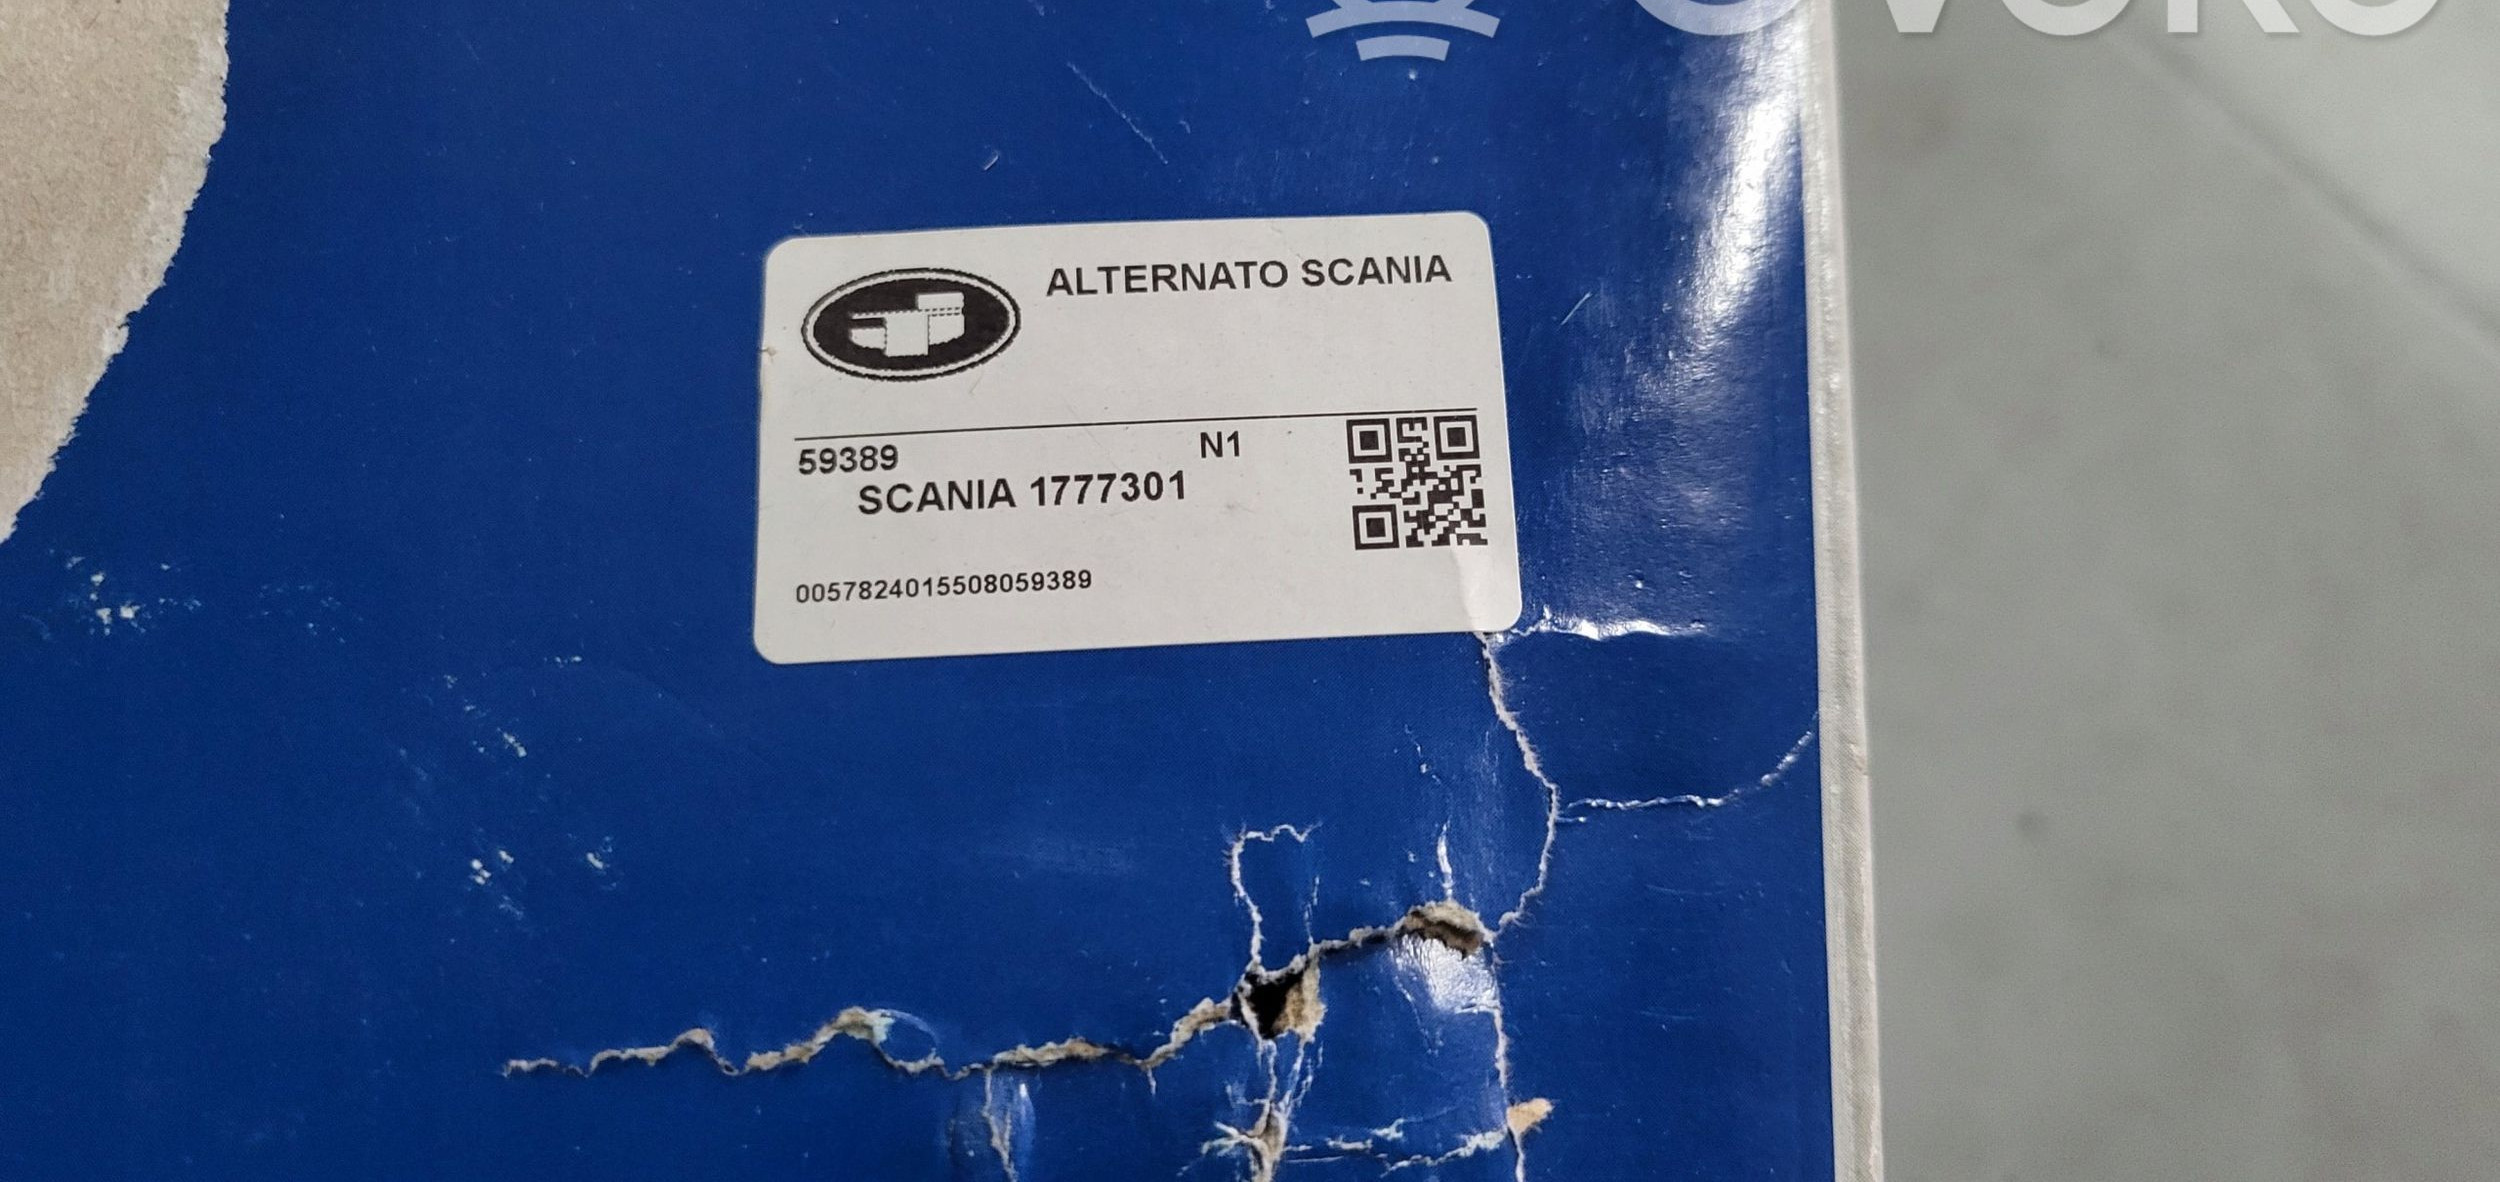 ALTERNATO SCANIA
59389 N1
SCANIA 1777301
0057824015508059389